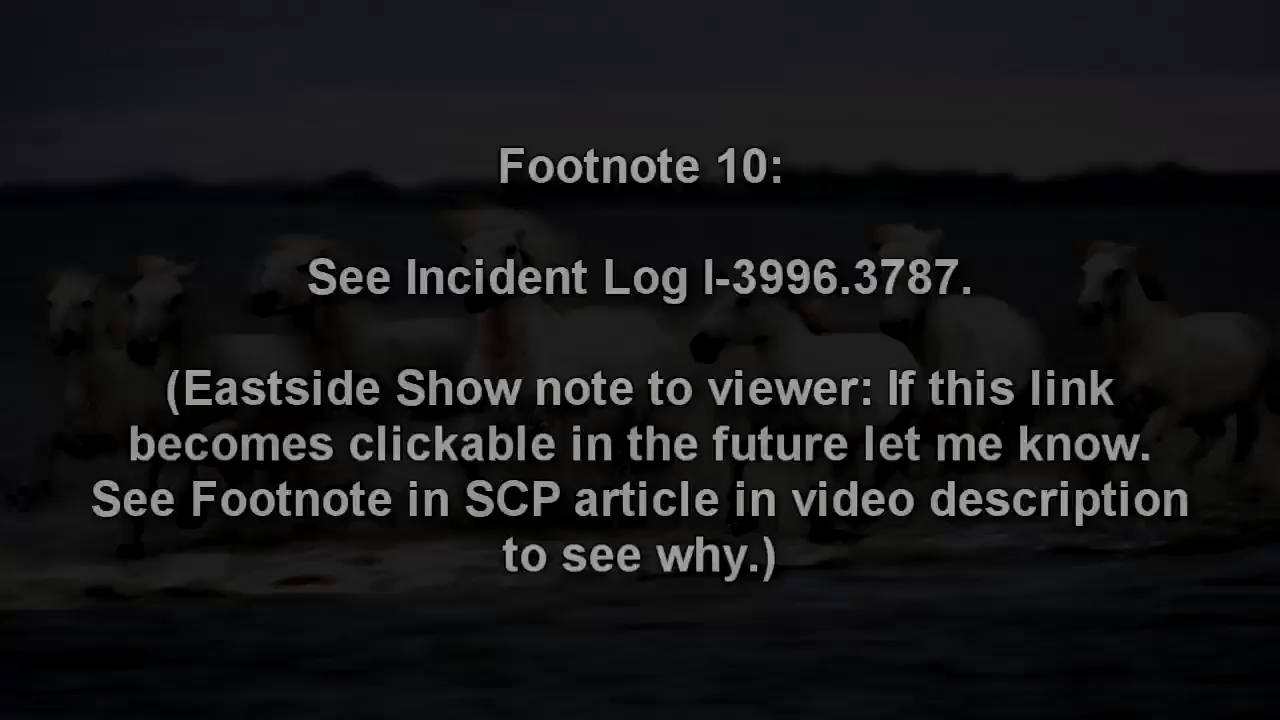 Footnote 10:
See Incident Log I-3996.3787.
(Eastside Show note to viewer: If this link
becomes clickable in the future let me know.
See Footnote in SCP article in video description
to see why.)